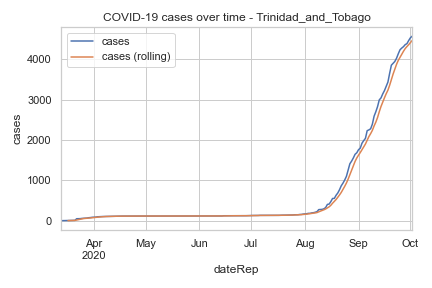 COVID-19 cases over time - Trinidad_and_Tobago
cases
cases (rolling)
4000
3000
2000
1000
0
cases
Apr
2020
May
Jun
Jul
Aug
Sep
Oct
dateRep